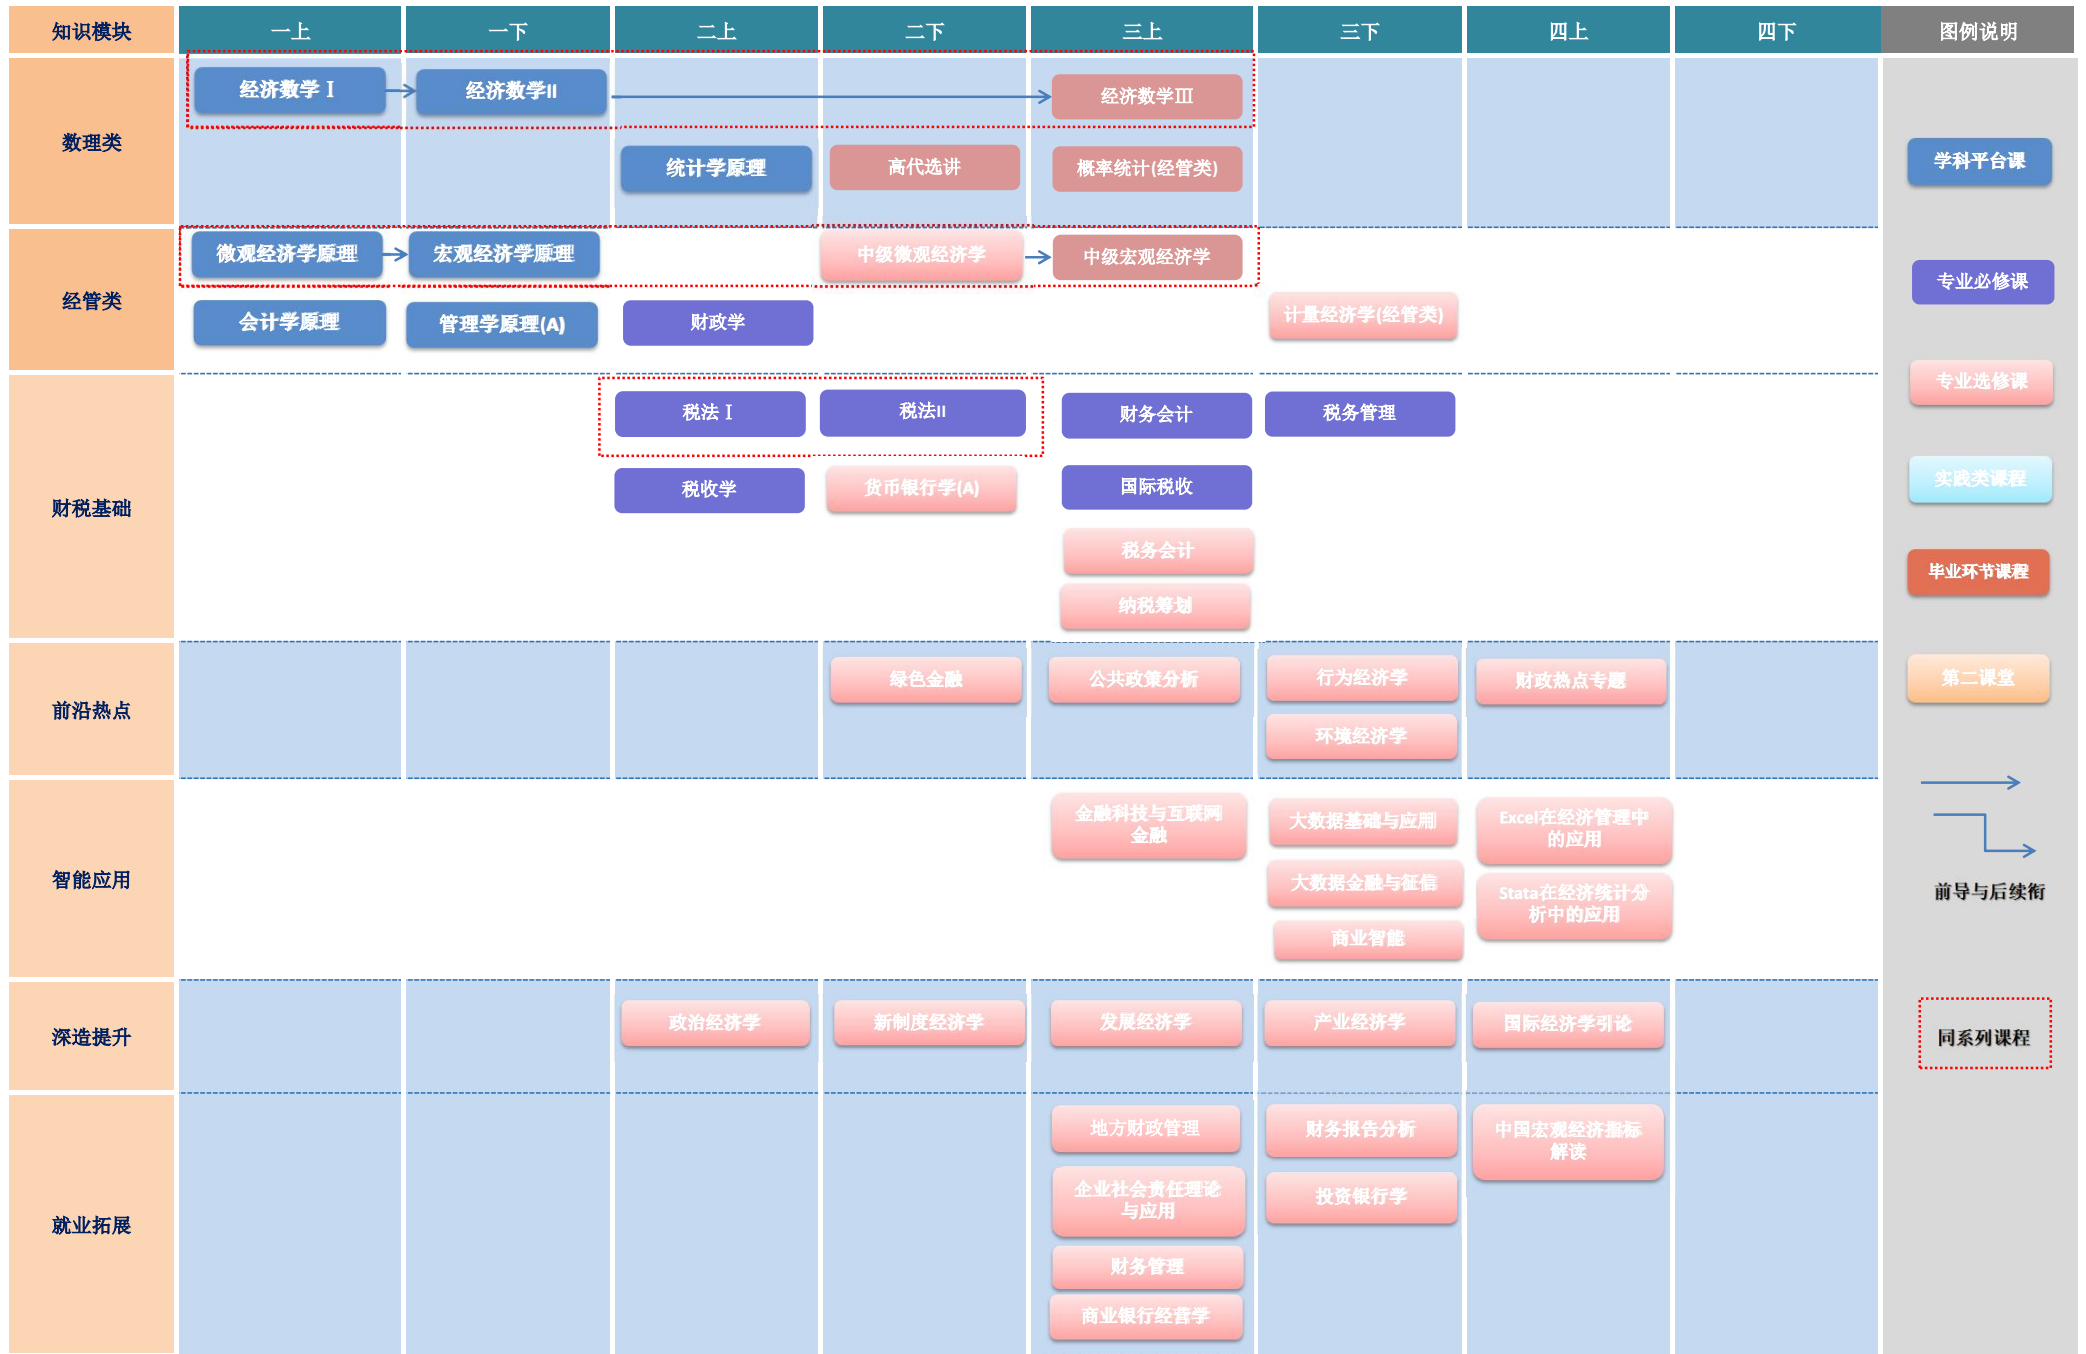 知识模块
一上
一下
二上
二下
三上
三下
四上
四下
图例说明
数理类
经济数学Ⅰ
经济数学II
经济数学Ⅲ
统计学原理
高代选讲
概率统计(经管类)
经管类
微观经济学原理
宏观经济学原理
中级微观经济学
中级宏观经济学
会计学原理
管理学原理(A)
财政学
计量经济学(经管类)
财税基础
税法Ⅰ
税法II
财务会计
税务管理
税收学
货币银行学(A)
国际税收
税务会计
纳税筹划
前沿热点
绿色金融
公共政策分析
行为经济学
财政热点专题
环境经济学
智能应用
金融科技与互联网
金融
大数据基础与应用
Excel在经济管理中
的应用
大数据金融与征信
Stata在经济统计分
析中的应用
商业智能
深造提升
政治经济学
新制度经济学
发展经济学
产业经济学
国际经济学引论
就业拓展
地方财政管理
财务报告分析
中国宏观经济指标
解读
企业社会责任理论
与应用
投资银行学
财务管理
商业银行经营学
学科平台课
专业必修课
专业选修课
实践类课程
毕业环节课程
第二课堂
前导与后续衔
同系列课程